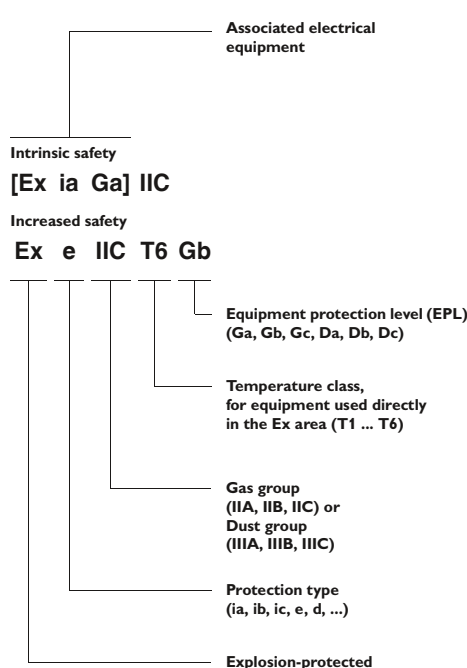 Associated electrical
equipment
Intrinsic safety
[Ex ia Ga] IIC
Increased safety
Ex e IIC T6 Gb
Equipment protection level (EPL)
(Ga, Gb, Gc, Da, Db, Dc)
Temperature class,
for equipment used directly
in the Ex area (T1 ... T6)
Gas group
(IIA, IIB, IIC) or
Dust group
(IIIA, IIIB, IIIC)
Protection type
(ia, ib, ic, e, d, ...)
Explosion-protected